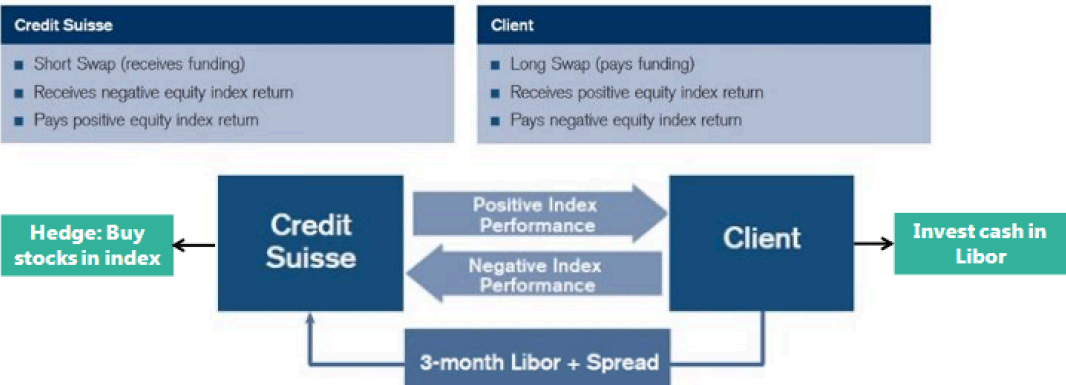 Credit Suisse
■ Short Swap (receives funding)
■ Receives negative equity index return
■ Pays positive equity index return
Client
■ Long Swap (pays funding)
■ Receives positive equity index return
■ Pays negative equity index return
Hedge: Buy
stocks in index
Credit
Suisse
Positive Index
Performance
Negative Index
Performance
Client
Invest cash in
Libor
3-month Libor + Spread